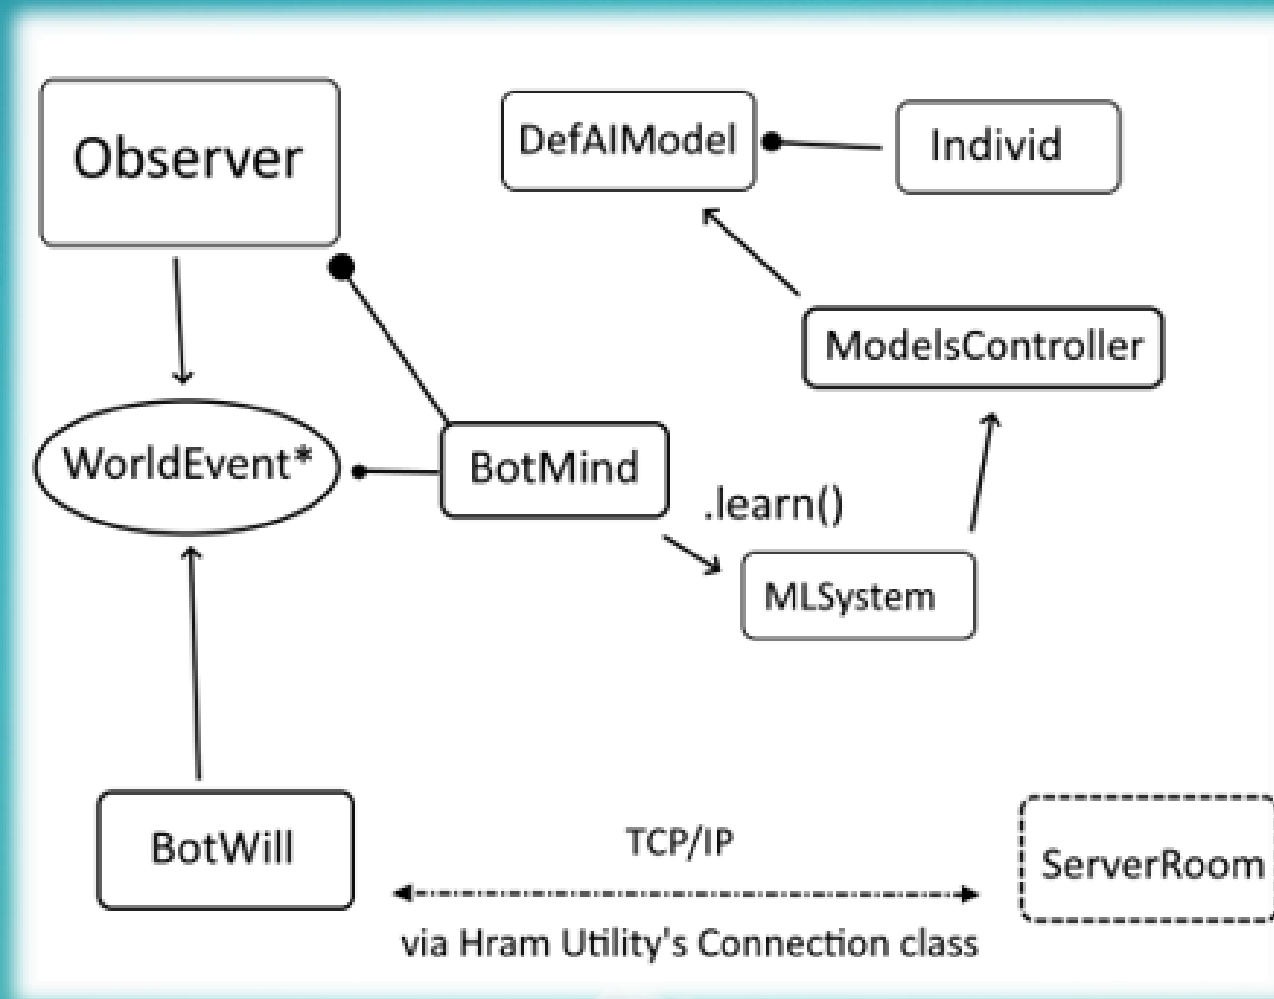 Observer
DefAIModel
Individ
ModelsController
WorldEvent*
BotMind
.learn()
MLSystem
BotWill
TCP/IP
ServerRoom
via Hram Utility's Connection class